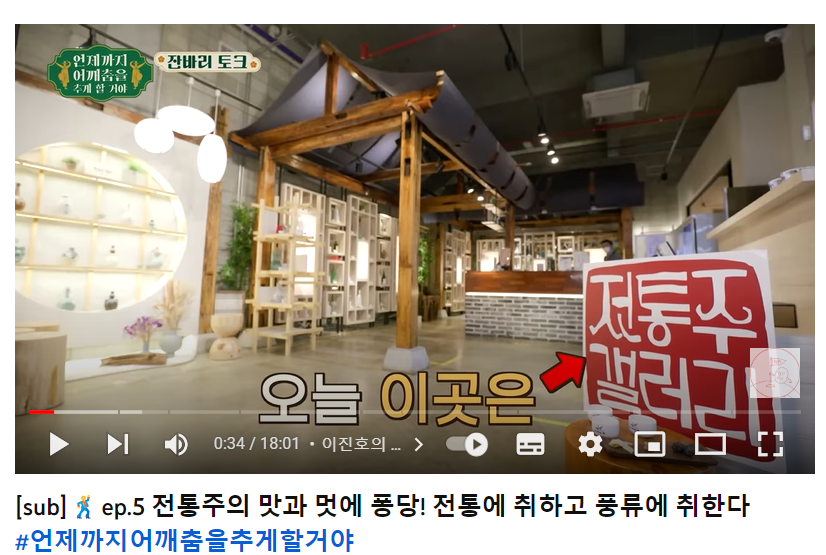 언제까지
어깨춤을
추게 할 거야
잔바리 토크
전통주
갤러리
오늘 이곳은
0:34 / 18:01 • 이진호의 ...
[sub] 🕺 ep.5 전통주의 맛과 멋에 퐁당! 전통에 취하고 풍류에 취한다
#언제까지어깨춤을추게할거야